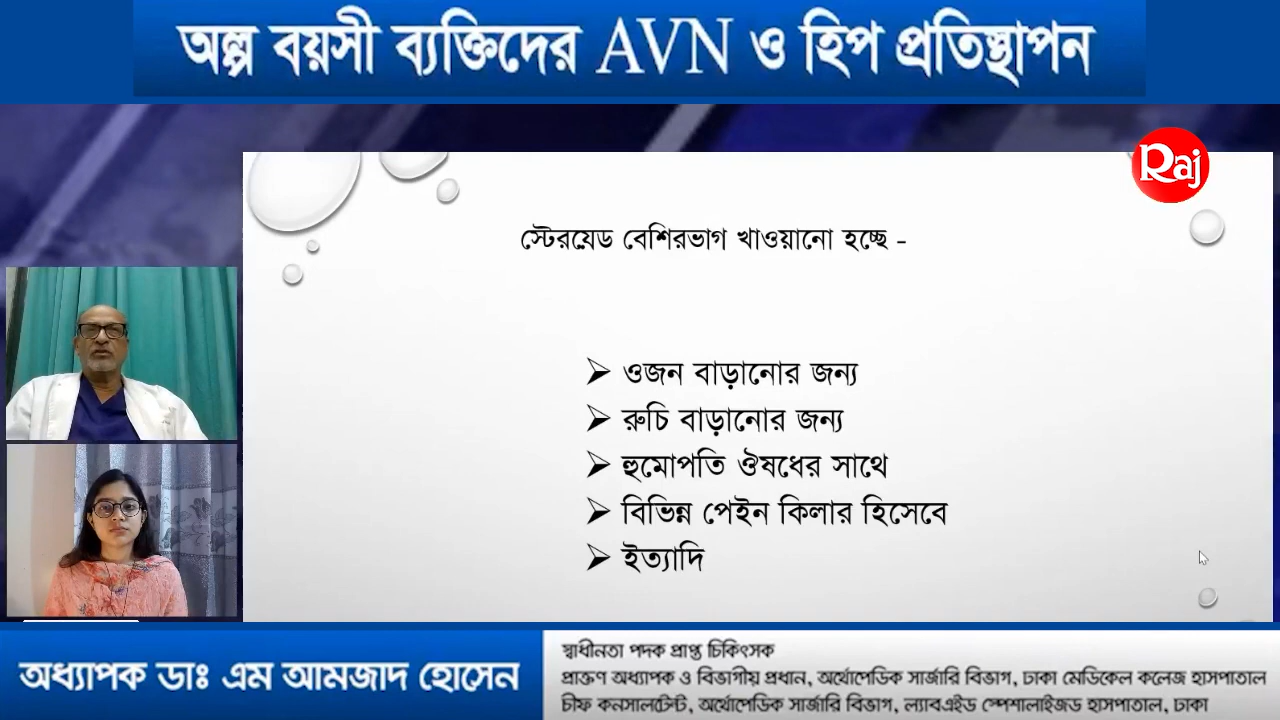 অল্প বয়সী ব্যক্তিদের AVN ও হিপ প্রতিস্থাপন
Raj
স্টেরয়েড বেশিরভাগ খাওয়ানো হচ্ছে -
➢ ওজন বাড়ানোর জন্য
➢ রুচি বাড়ানোর জন্য
➢ হুমোপতি ঔষধের সাথে
➢ বিভিন্ন পেইন কিলার হিসেবে
➢ ইত্যাদি
অধ্যাপক ডাঃ এম আমজাদ হোসেন
স্বাধীনতা পদক প্রাপ্ত চিকিৎসক
প্রাক্তণ অধ্যাপক ও বিভাগীয় প্রধান, অর্থোপেডিক সার্জারি বিভাগ, ঢাকা মেডিকেল কলেজ হাসপাতাল
চীফ কনসালটেন্ট, অর্থোপেডিক সার্জারি বিভাগ, ল্যাবএইড স্পেশালাইজড হাসপাতাল, ঢাকা